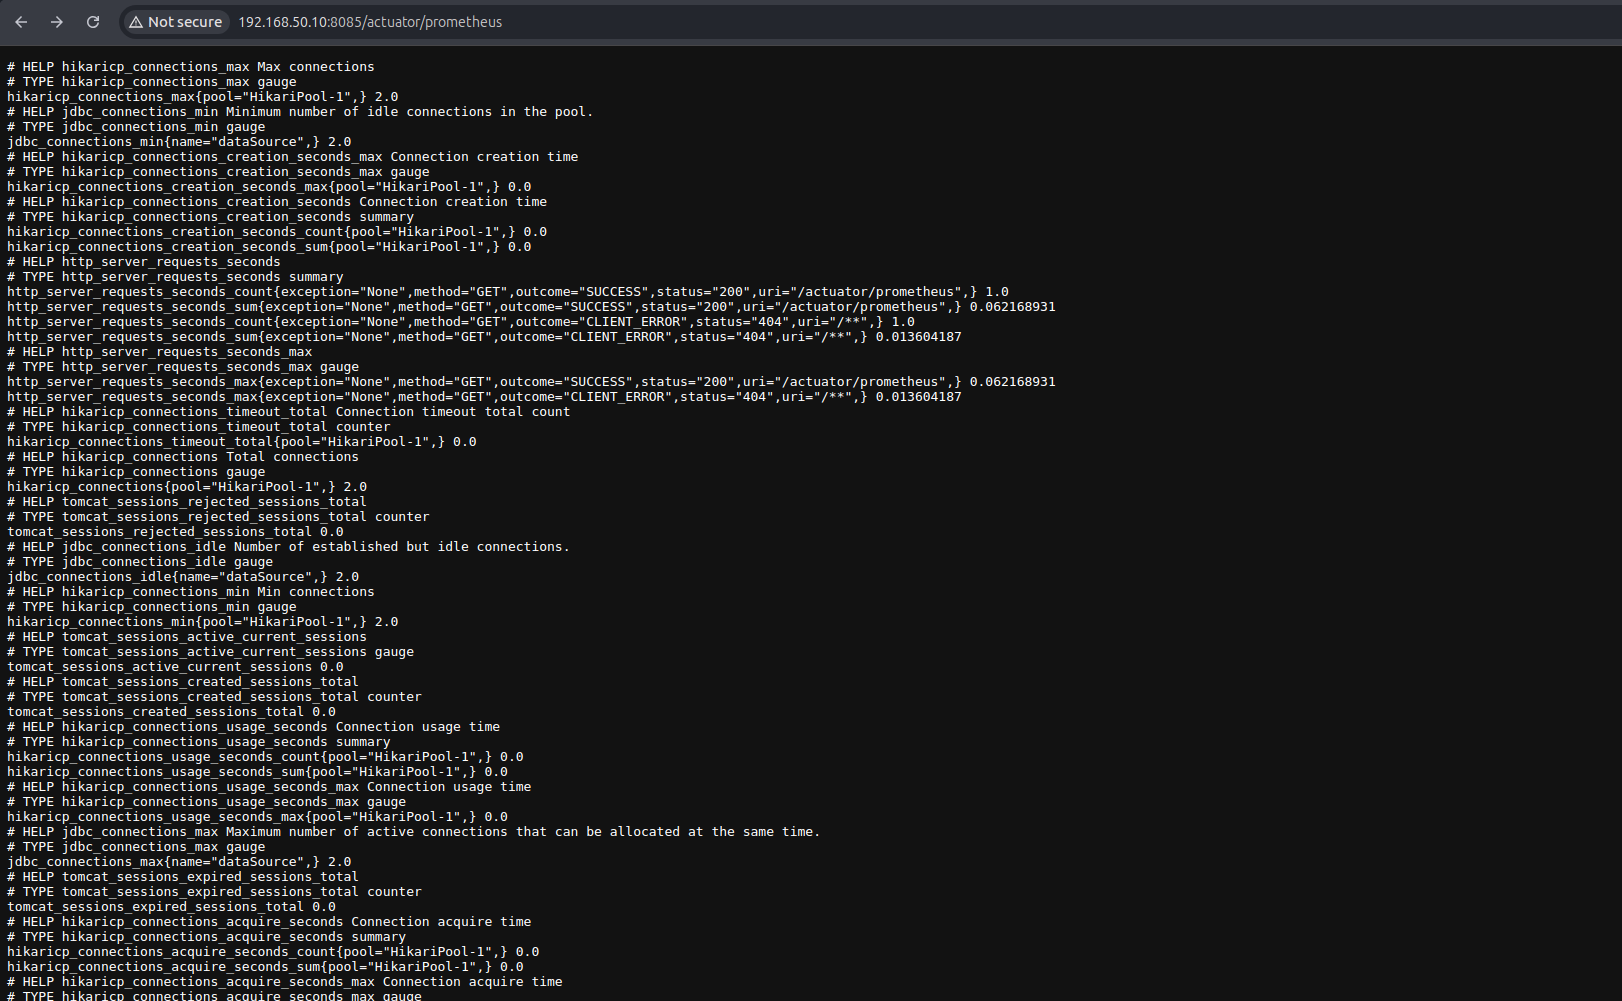 Not secure 192.168.50.10:8085/actuator/prometheus
# HELP hikaricp_connections_max Max connections
# TYPE hikaricp_connections_max gauge
hikaricp_connections_max{pool="HikariPool-1",} 2.0
# HELP jdbc_connections_min Minimum number of idle connections in the pool.
# TYPE jdbc_connections_min gauge
jdbc_connections_min{name="dataSource",} 2.0
# HELP hikaricp_connections_creation_seconds_max Connection creation time
# TYPE hikaricp_connections_creation_seconds_max gauge
hikaricp_connections_creation_seconds_max{pool="HikariPool-1",} 0.0
# HELP hikaricp_connections_creation_seconds Connection creation time
# TYPE hikaricp_connections_creation_seconds summary
hikaricp_connections_creation_seconds_count{pool="HikariPool-1",} 0.0
hikaricp_connections_creation_seconds_sum{pool="HikariPool-1",} 0.0
# HELP http_server_requests_seconds
# TYPE http_server_requests_seconds summary
http_server_requests_seconds_count{exception="None",method="GET",outcome="SUCCESS",status="200",uri="/actuator/prometheus",} 1.0
http_server_requests_seconds_sum{exception="None",method="GET",outcome="SUCCESS",status="200",uri="/actuator/prometheus",} 0.062168931
http_server_requests_seconds_count{exception="None",method="GET",outcome="CLIENT_ERROR",status="404",uri="/**",} 1.0
http_server_requests_seconds_sum{exception="None",method="GET",outcome="CLIENT_ERROR",status="404",uri="/**",} 0.013604187
# HELP http_server_requests_seconds_max
# TYPE http_server_requests_seconds_max gauge
http_server_requests_seconds_max{exception="None",method="GET",outcome="SUCCESS",status="200",uri="/actuator/prometheus",} 0.062168931
http_server_requests_seconds_max{exception="None",method="GET",outcome="CLIENT_ERROR",status="404",uri="/**",} 0.013604187
# HELP hikaricp_connections_timeout_total Connection timeout total count
# TYPE hikaricp_connections_timeout_total counter
hikaricp_connections_timeout_total{pool="HikariPool-1",} 0.0
# HELP hikaricp_connections Total connections
# TYPE hikaricp_connections gauge
hikaricp_connections{pool="HikariPool-1",} 2.0
# HELP tomcat_sessions_rejected_sessions_total
# TYPE tomcat_sessions_rejected_sessions_total counter
tomcat_sessions_rejected_sessions_total 0.0
# HELP jdbc_connections_idle Number of established but idle connections.
# TYPE jdbc_connections_idle gauge
jdbc_connections_idle{name="dataSource",} 2.0
# HELP hikaricp_connections_min Min connections
# TYPE hikaricp_connections_min gauge
hikaricp_connections_min{pool="HikariPool-1",} 2.0
# HELP tomcat_sessions_active_current_sessions
# TYPE tomcat_sessions_active_current_sessions gauge
tomcat_sessions_active_current_sessions 0.0
# HELP tomcat_sessions_created_sessions_total
# TYPE tomcat_sessions_created_sessions_total counter
tomcat_sessions_created_sessions_total 0.0
# HELP hikaricp_connections_usage_seconds Connection usage time
# TYPE hikaricp_connections_usage_seconds summary
hikaricp_connections_usage_seconds_count{pool="HikariPool-1",} 0.0
hikaricp_connections_usage_seconds_sum{pool="HikariPool-1",} 0.0
# HELP hikaricp_connections_usage_seconds_max Connection usage time
# TYPE hikaricp_connections_usage_seconds_max gauge
hikaricp_connections_usage_seconds_max{pool="HikariPool-1",} 0.0
# HELP jdbc_connections_max Maximum number of active connections that can be allocated at the same time.
# TYPE jdbc_connections_max gauge
jdbc_connections_max{name="dataSource",} 2.0
# HELP tomcat_sessions_expired_sessions_total
# TYPE tomcat_sessions_expired_sessions_total counter
tomcat_sessions_expired_sessions_total 0.0
# HELP hikaricp_connections_acquire_seconds Connection acquire time
# TYPE hikaricp_connections_acquire_seconds summary
hikaricp_connections_acquire_seconds_count{pool="HikariPool-1",} 0.0
hikaricp_connections_acquire_seconds_sum{pool="HikariPool-1",} 0.0
# HELP hikaricp_connections_acquire_seconds_max Connection acquire time
# TYPE hikaricp_connections_acquire_seconds_max gauge